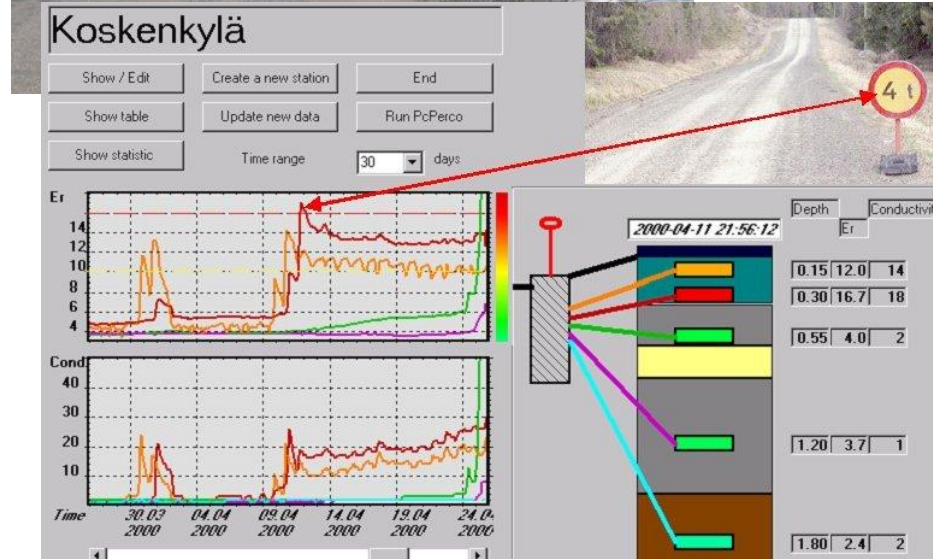 Koskenkylä
Show / Edit Create a new station End
Show table Update new data Run PcPerco
Show statistic Time range 30 days
4 t
Er
14
12
10
8
6
4
Cond
40
30
20
10
Time 30.03 04.04 09.04 14.04 19.04 24.04
2000 2000 2000 2000 2000 2000
2000-04-11 21:56:12
Depth Er Conductivit
0.15 12.0 14
0.30 16.7 18
0.55 4.0 2
1.20 3.7 1
1.80 2.4 2